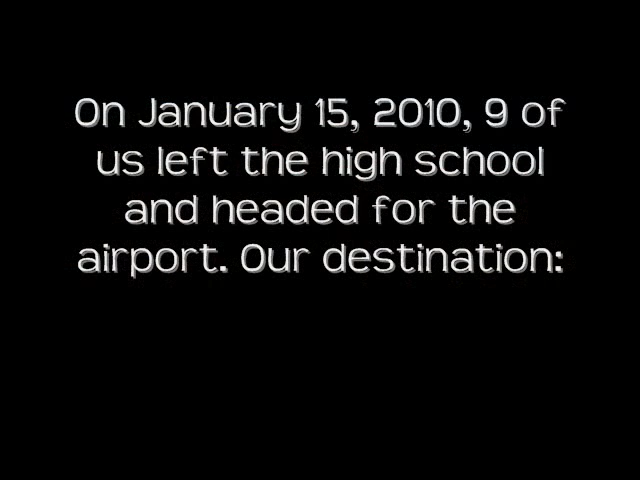 On January 15, 2010, 9 of
us left the high school
and headed for the
airport. Our destination: